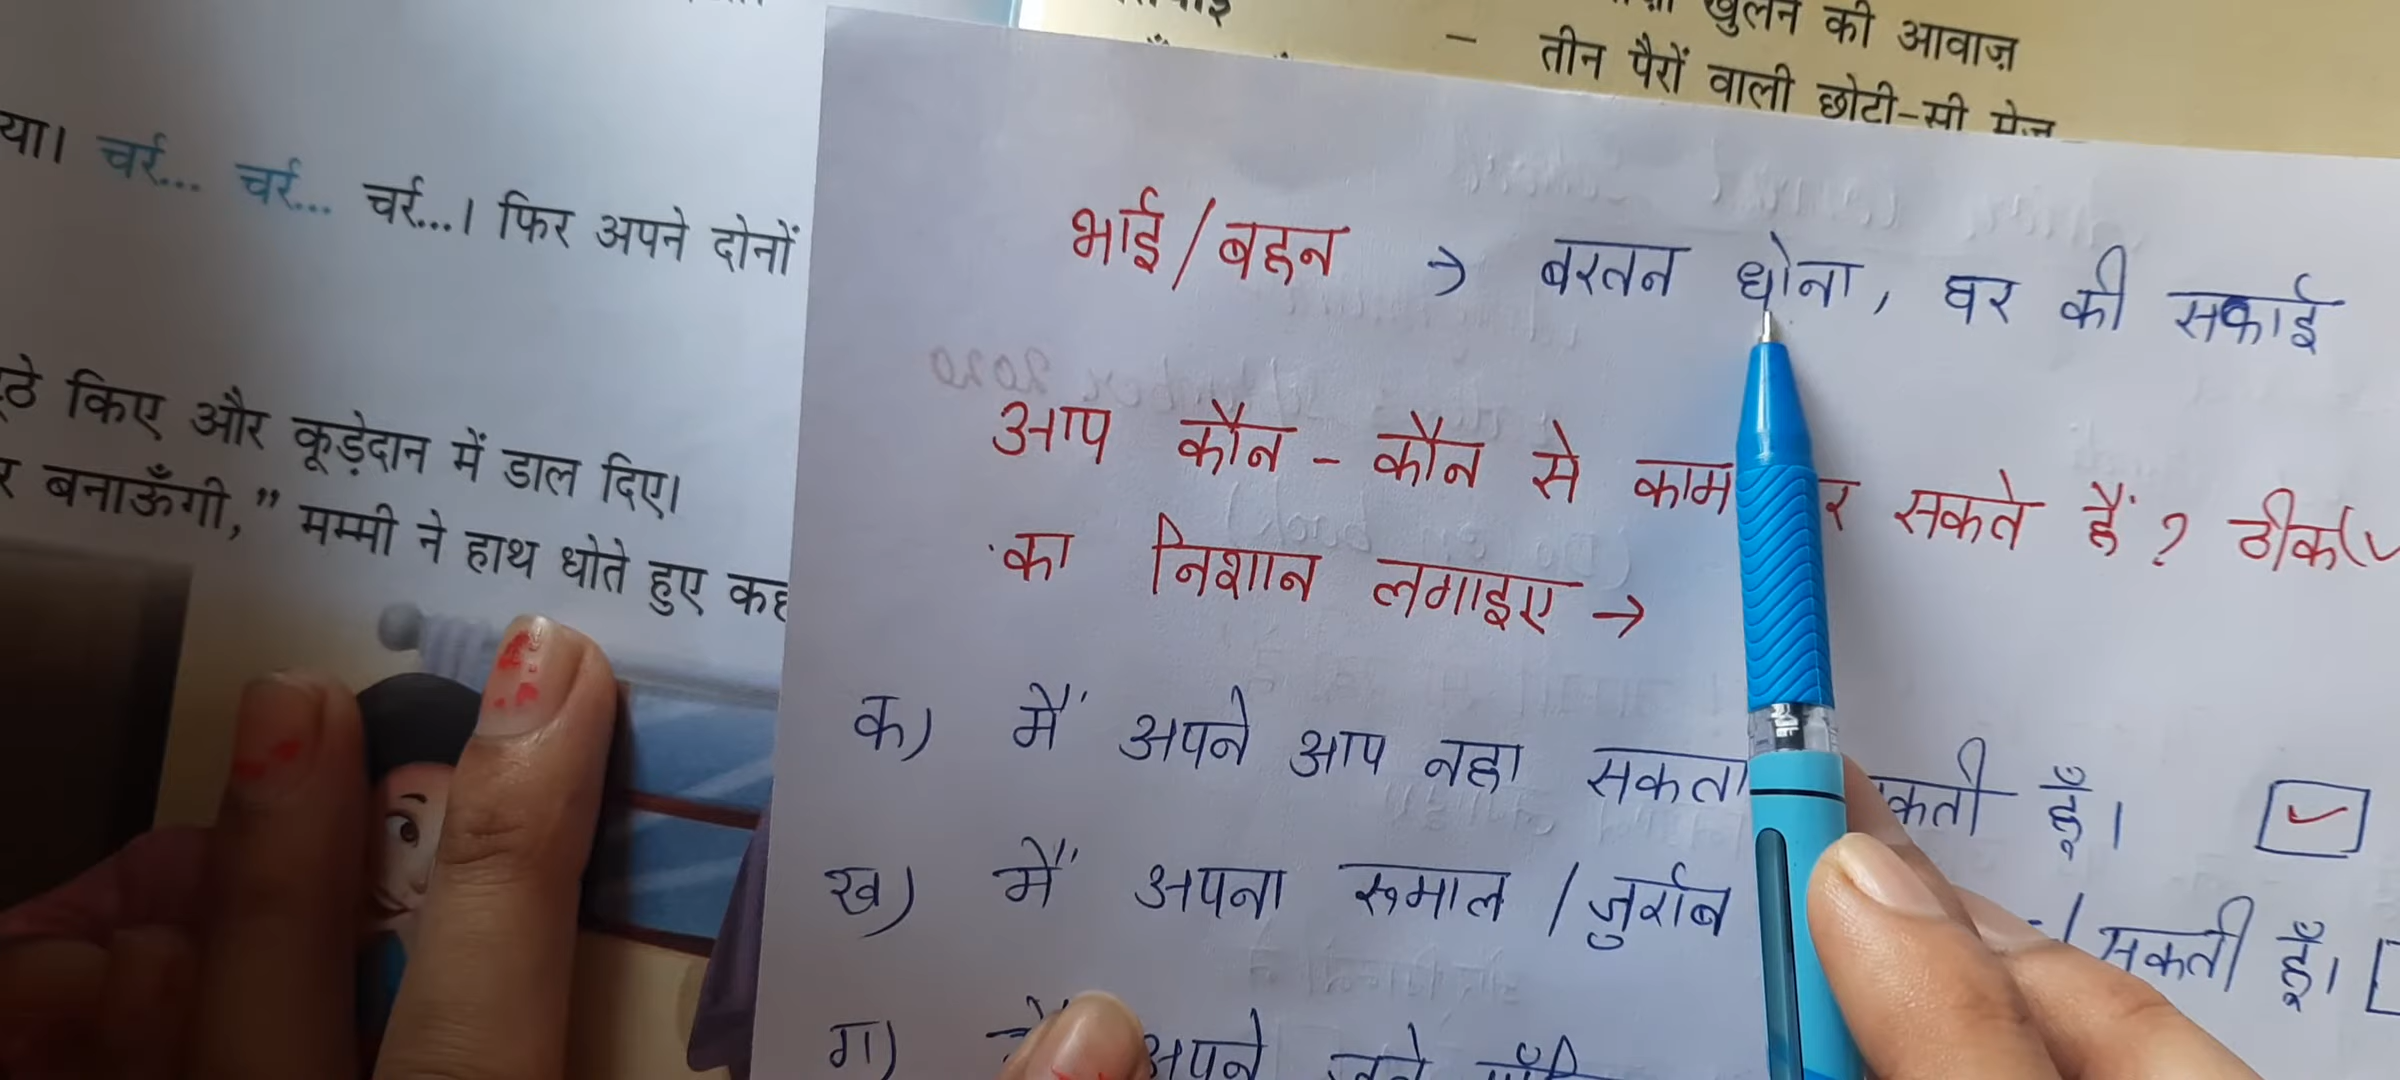 या। चर्र... चर्र... चर्र...। फिर अपने दोनों
किए और कूड़ेदान में डाल दिए।
बनाऊँगी,” मम्मी ने हाथ धोते हुए
खुलने की आवाज़
– तीन पैरों वाली छोटी-सी मेज़
भाई/बहन → बरतन धोना, घर की सफाई
आप कौन - कौन से काम सकते हैं? ठीक(✓
का निशान लगाइए →
क) मैं अपने आप नहा सकता हूँ। ✓
ख) मैं अपना रूमाल / जुर्राब / सकती हूँ।
ग) अपने